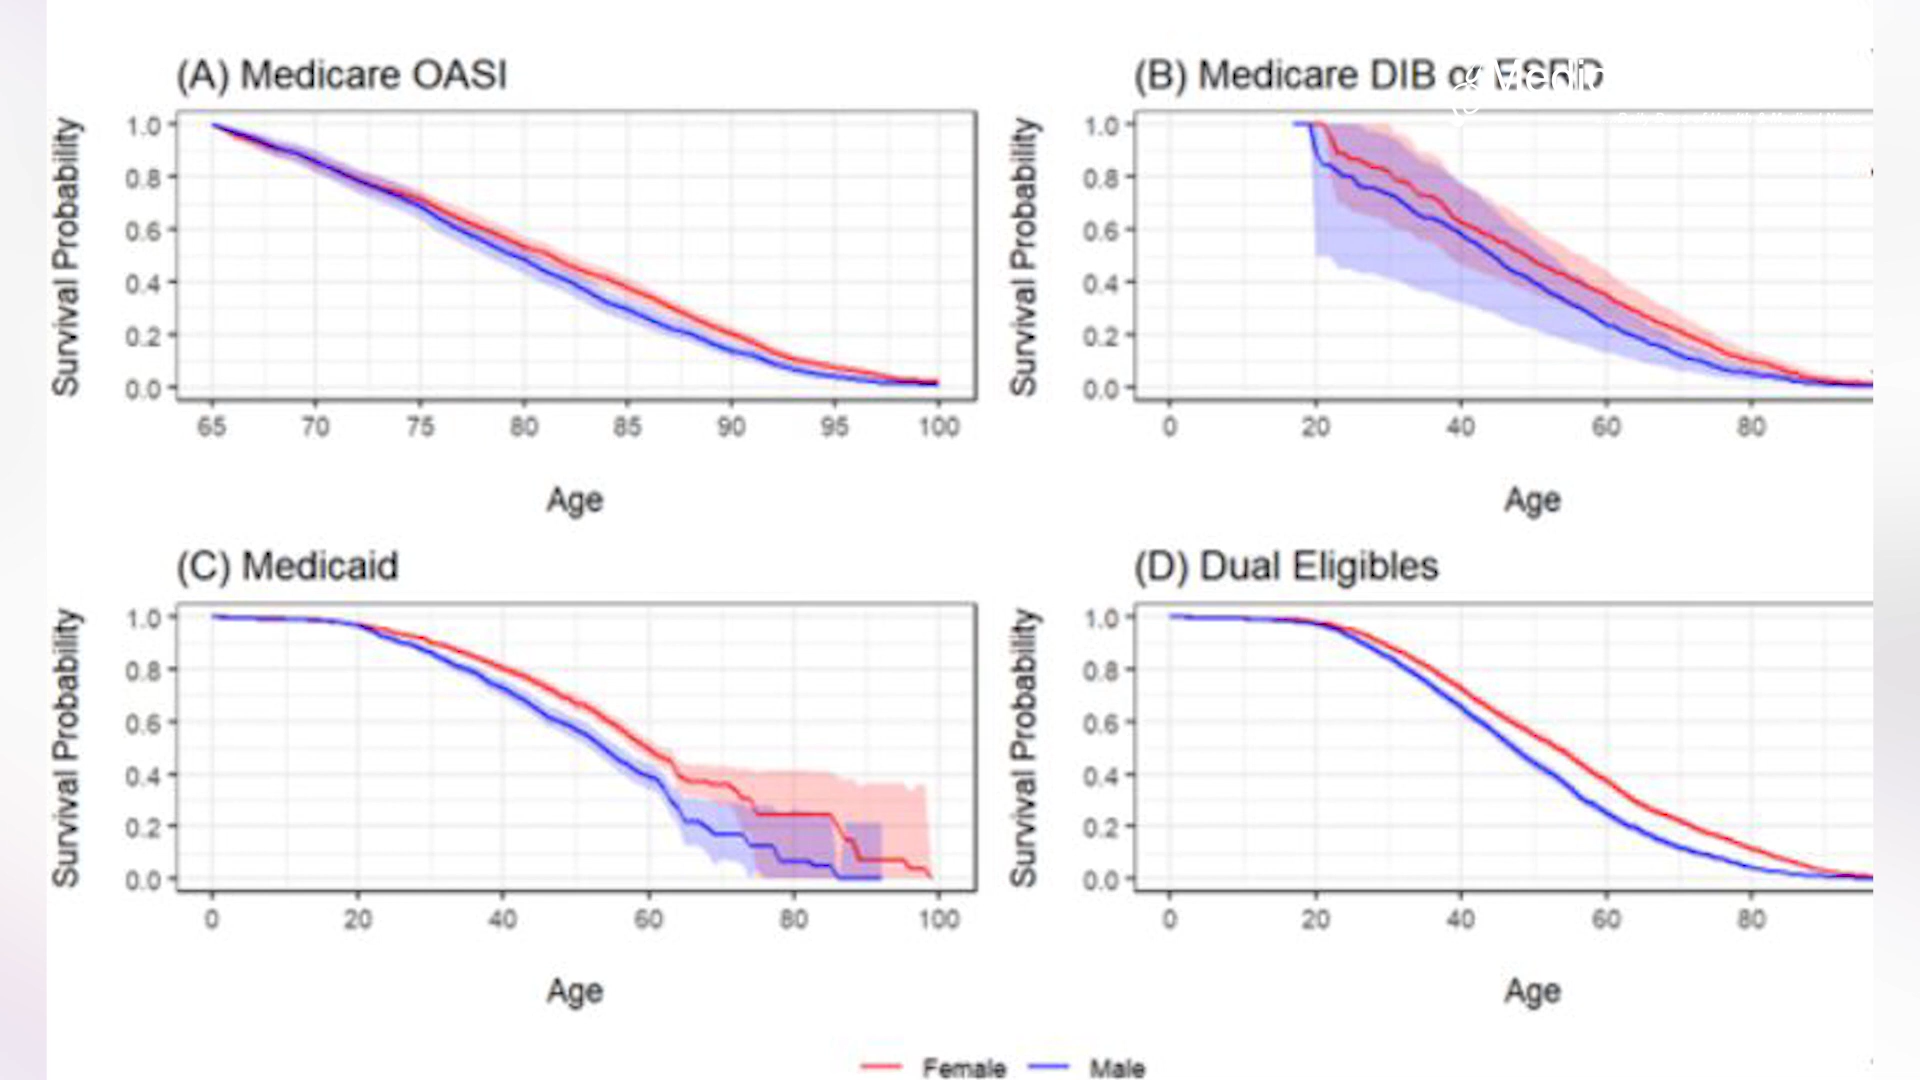 (A) Medicare OASI
Survival Probability
1.0
0.8
0.6
0.4
0.2
0.0
65 70 75 80 85 90 95 100
Age
(B) Medicare DIB or ESRD
Survival Probability
1.0
0.8
0.6
0.4
0.2
0.0
0 20 40 60 80
Age
(C) Medicaid
Survival Probability
1.0
0.8
0.6
0.4
0.2
0.0
0 20 40 60 80 100
Age
(D) Dual Eligibles
Survival Probability
1.0
0.8
0.6
0.4
0.2
0.0
0 20 40 60 80
Age
Female Male